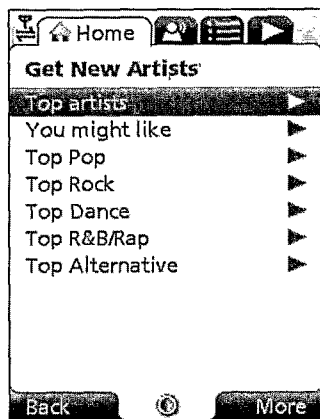 Home
Get New Artists
Top artists
You might like
Top Pop
Top Rock
Top Dance
Top R&B/Rap
Top Alternative
Back
More